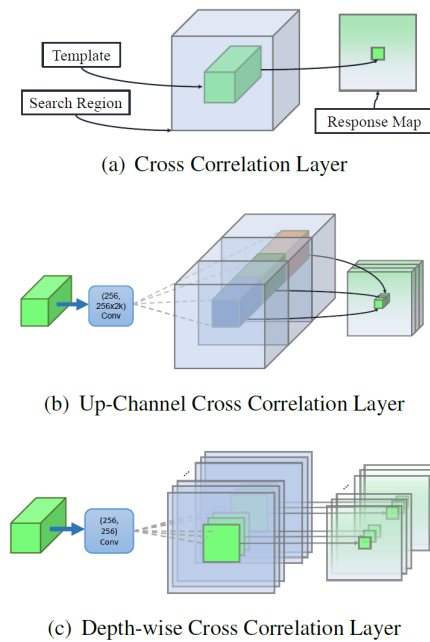 Template
Search Region
Response Map
(a) Cross Correlation Layer
(256,
256x2k)
Conv
(b) Up-Channel Cross Correlation Layer
...
(256,
256)
Conv
...
(c) Depth-wise Cross Correlation Layer